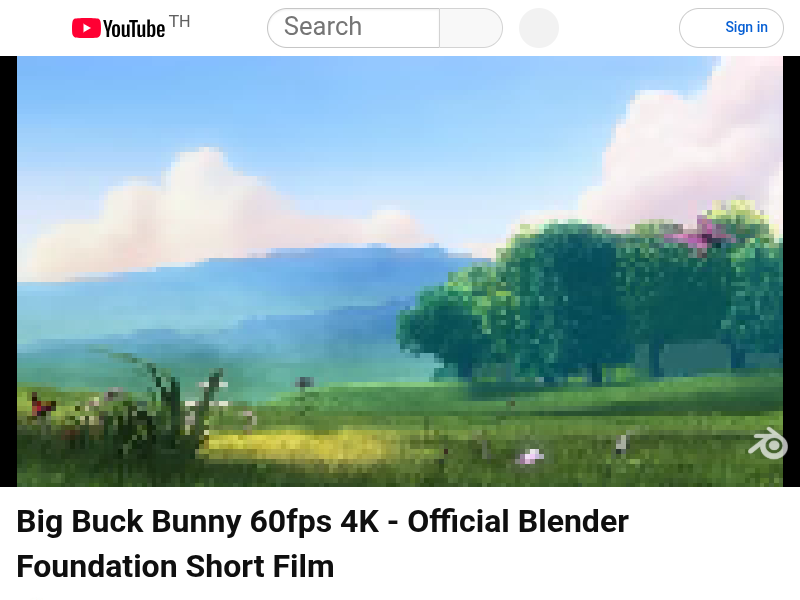 YouTube TH
Search
Sign in
Big Buck Bunny 60fps 4K - Official Blender
Foundation Short Film